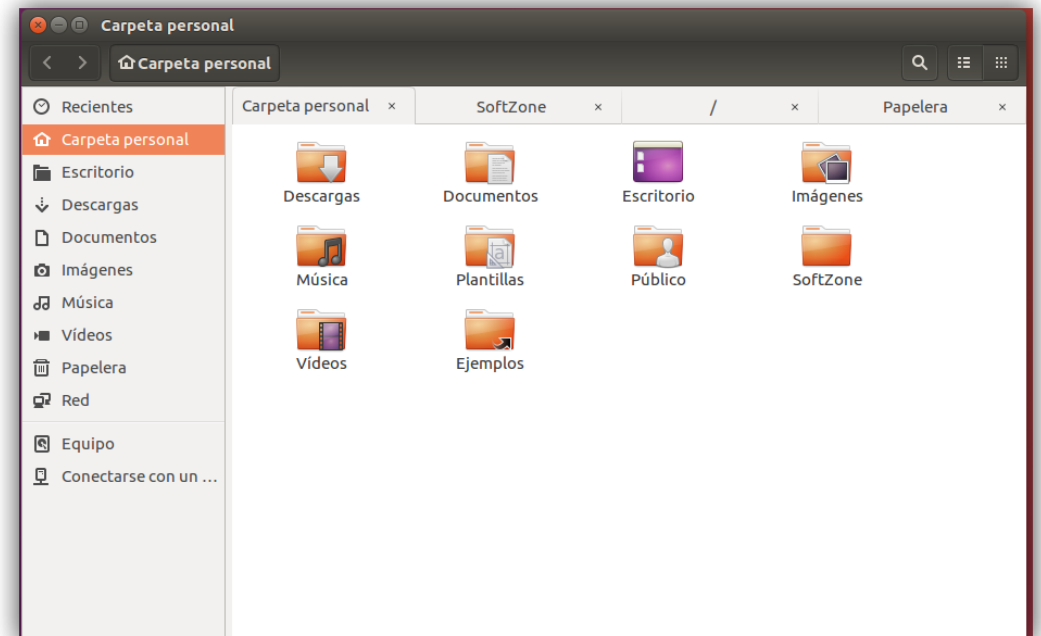 Carpeta personal
Carpeta personal
Recientes
Carpeta personal
Escritorio
Descargas
Documentos
Imágenes
Música
Vídeos
Papelera
Red
Equipo
Conectarse con un ...
Carpeta personal × SoftZone × / × Papelera ×
Descargas Documentos Escritorio Imágenes
Música Plantillas Público SoftZone
Vídeos Ejemplos